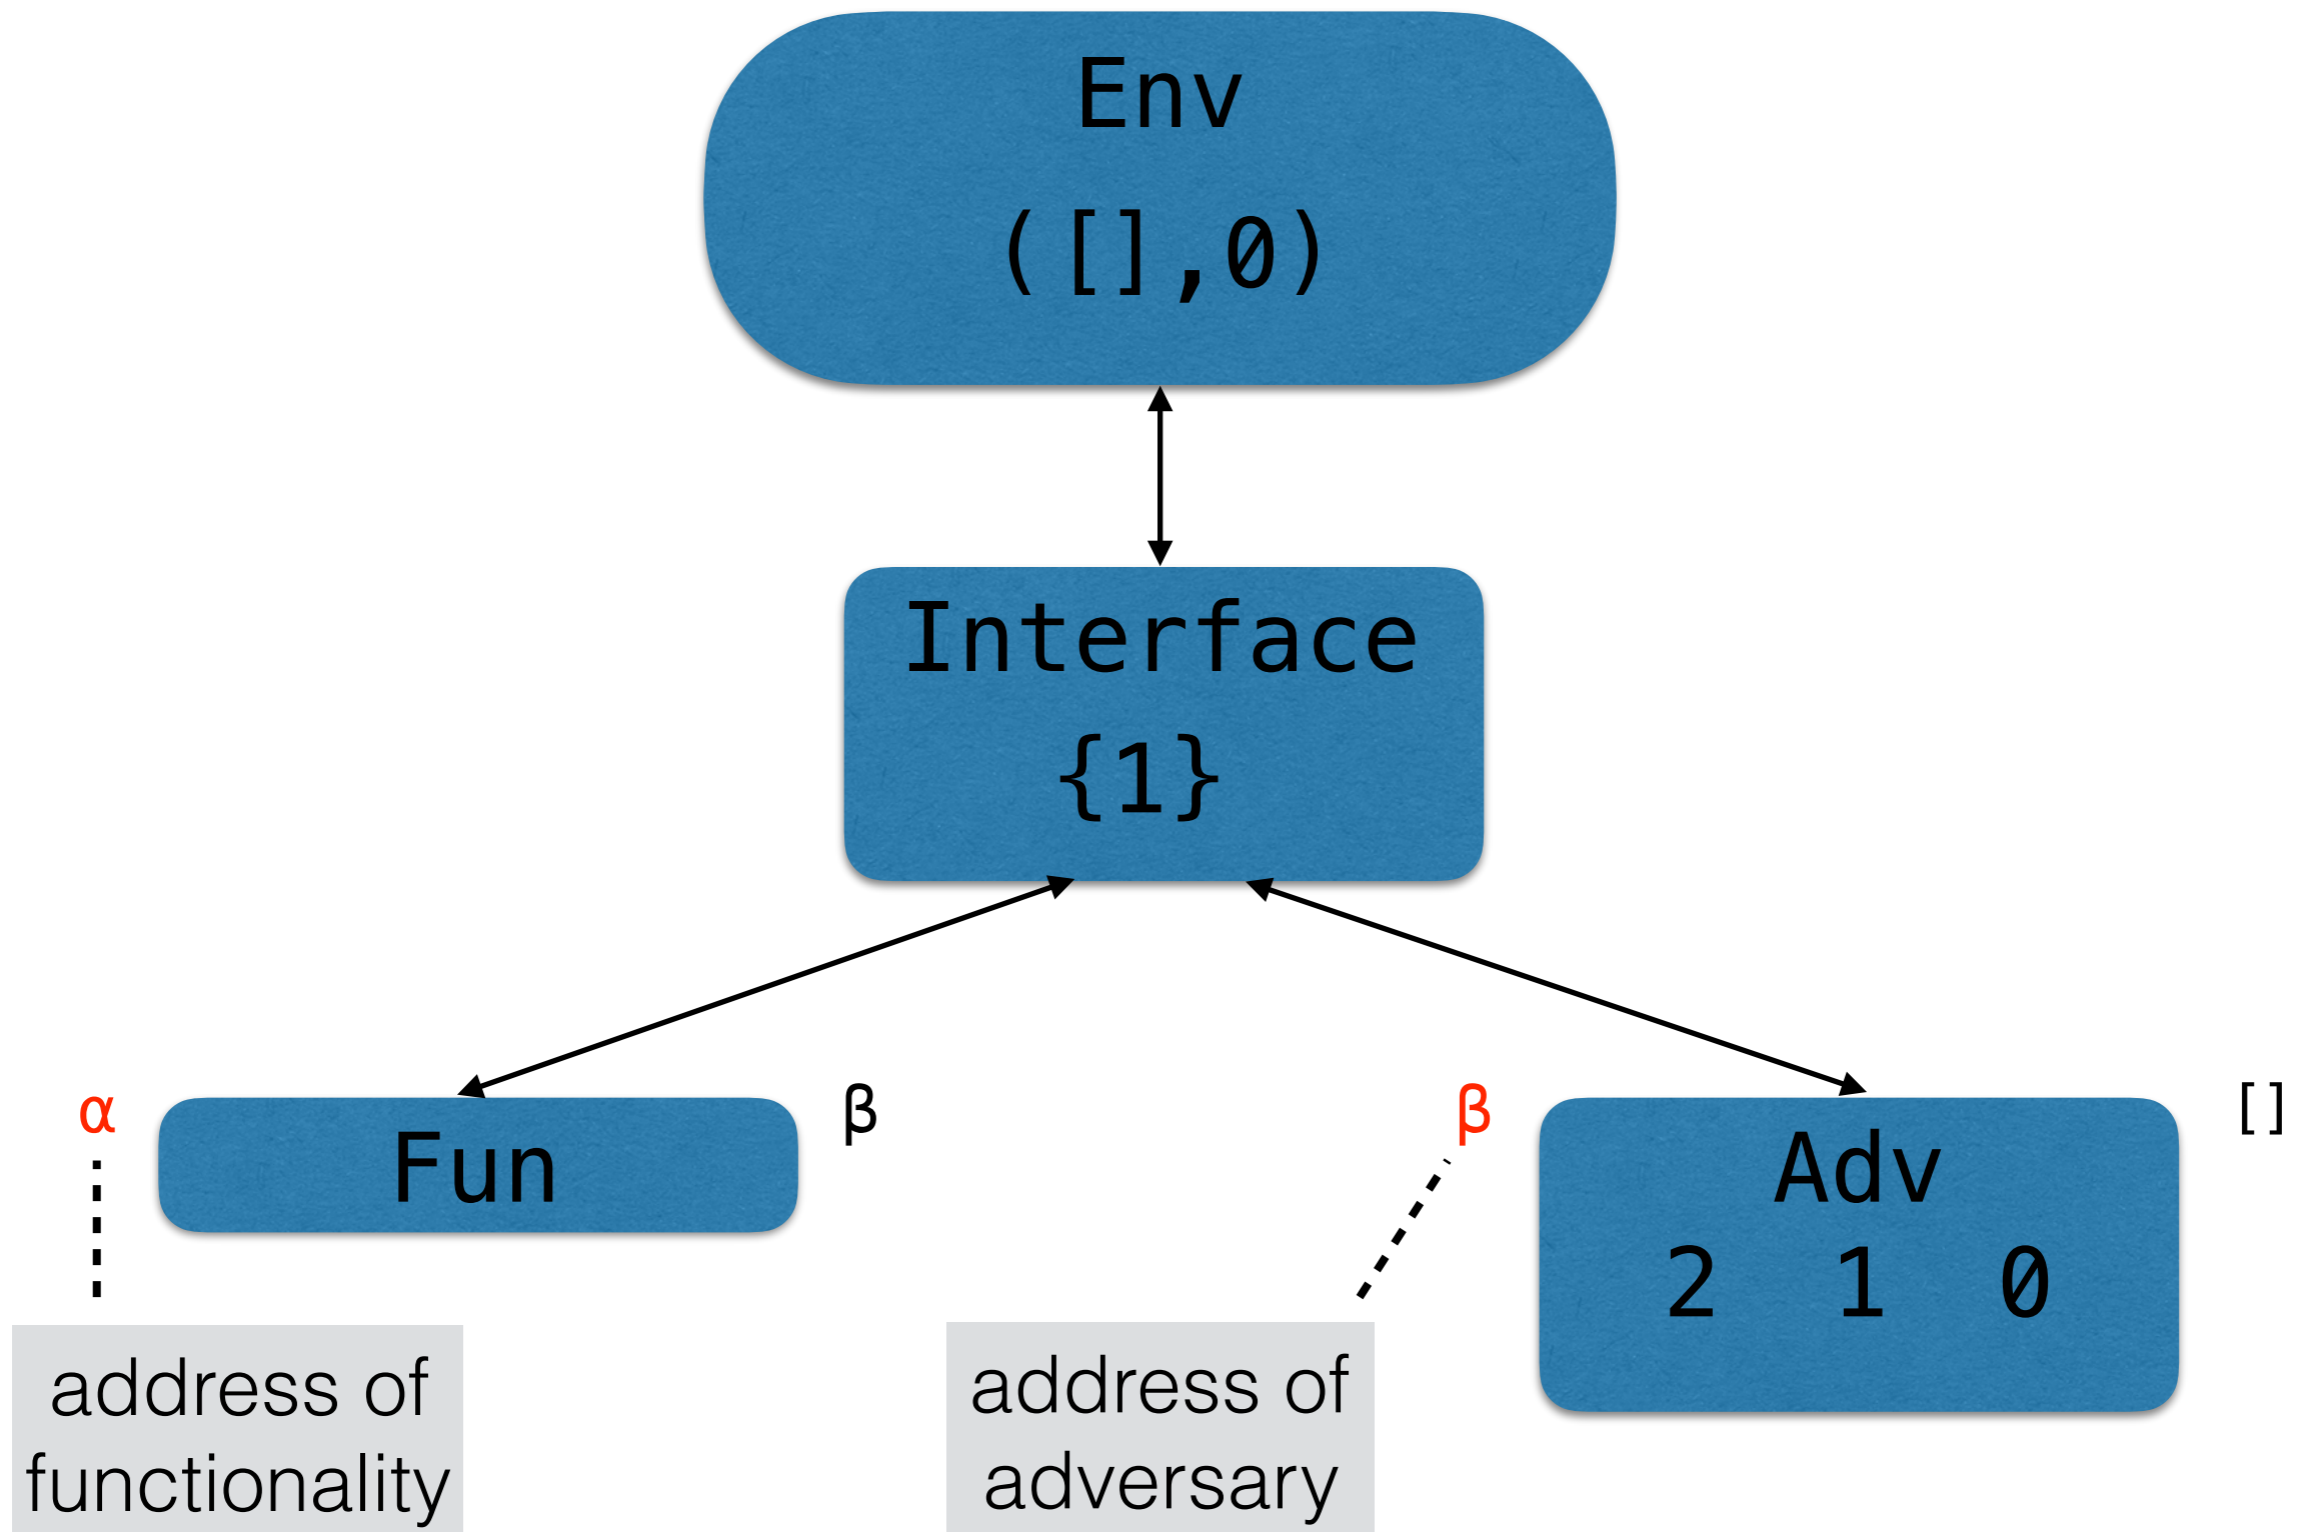 Env
([],0)
Interface
{1}
α
Fun
β
β
Adv
2 1 0
[]
address of
functionality
address of
adversary